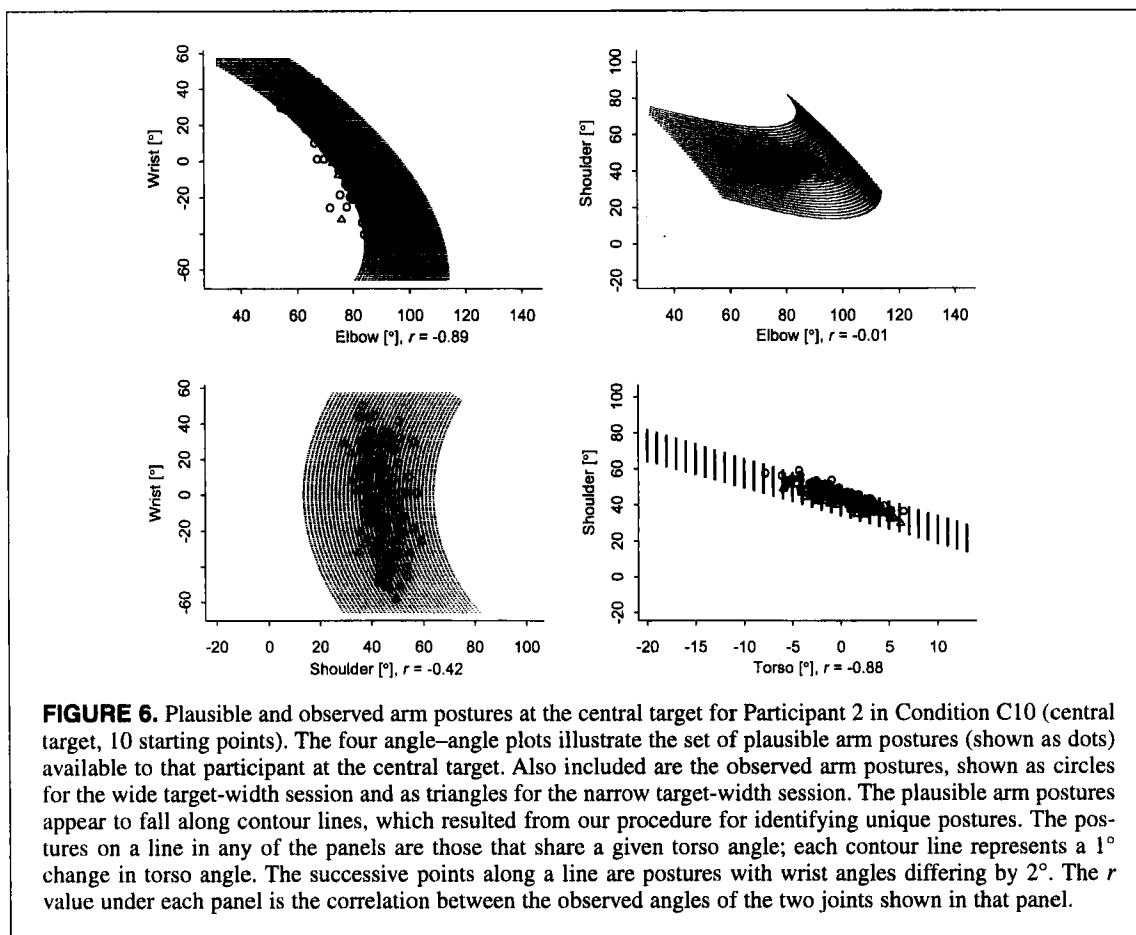 60
40
20
0
-20
-60
Wrist [°]
40 60 80 100 120 140
Elbow [°], r = -0.89
100
80
60
40
20
0
-20
Shoulder [°]
40 60 80 100 120 140
Elbow [°], r = -0.01
60
40
20
0
-20
-60
Wrist [°]
-20 0 20 40 60 80 100
Shoulder [°], r = -0.42
100
80
60
40
20
0
-20
Shoulder [°]
-20 -15 -10 -5 0 5 10
Torso [°], r = -0.88
FIGURE 6. Plausible and observed arm postures at the central target for Participant 2 in Condition C10 (central
target, 10 starting points). The four angle–angle plots illustrate the set of plausible arm postures (shown as dots)
available to that participant at the central target. Also included are the observed arm postures, shown as circles
for the wide target-width session and as triangles for the narrow target-width session. The plausible arm postures
appear to fall along contour lines, which resulted from our procedure for identifying unique postures. The pos-
tures on a line in any of the panels are those that share a given torso angle; each contour line represents a 1°
change in torso angle. The successive points along a line are postures with wrist angles differing by 2°. The r
value under each panel is the correlation between the observed angles of the two joints shown in that panel.